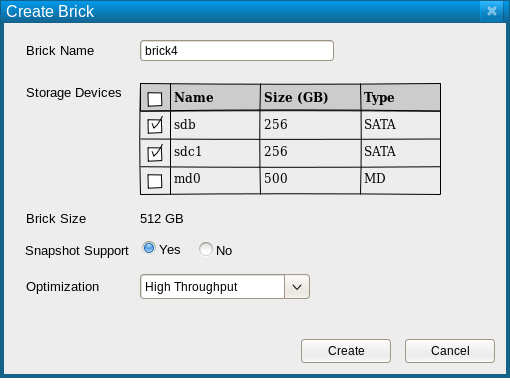 Create Brick
Brick Name brick4
Storage Devices
Name Size (GB) Type
sdb 256 SATA
sdc1 256 SATA
md0 500 MD
Brick Size 512 GB
Snapshot Support Yes No
Optimization High Throughput
Create Cancel